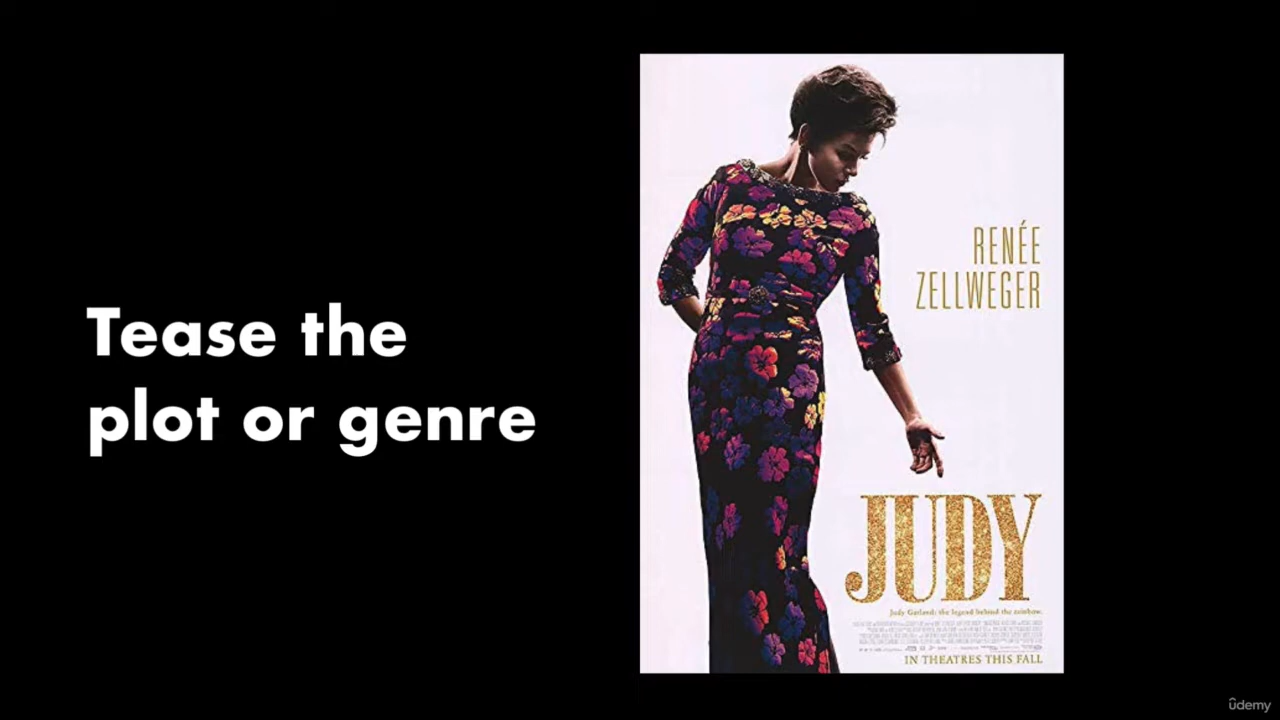 Tease the
plot or genre
RENÉE
ZELLWEGER
JUDY
Judy Garland: the legend behind the rainbow.
IN THEATRES THIS FALL
ûdemy